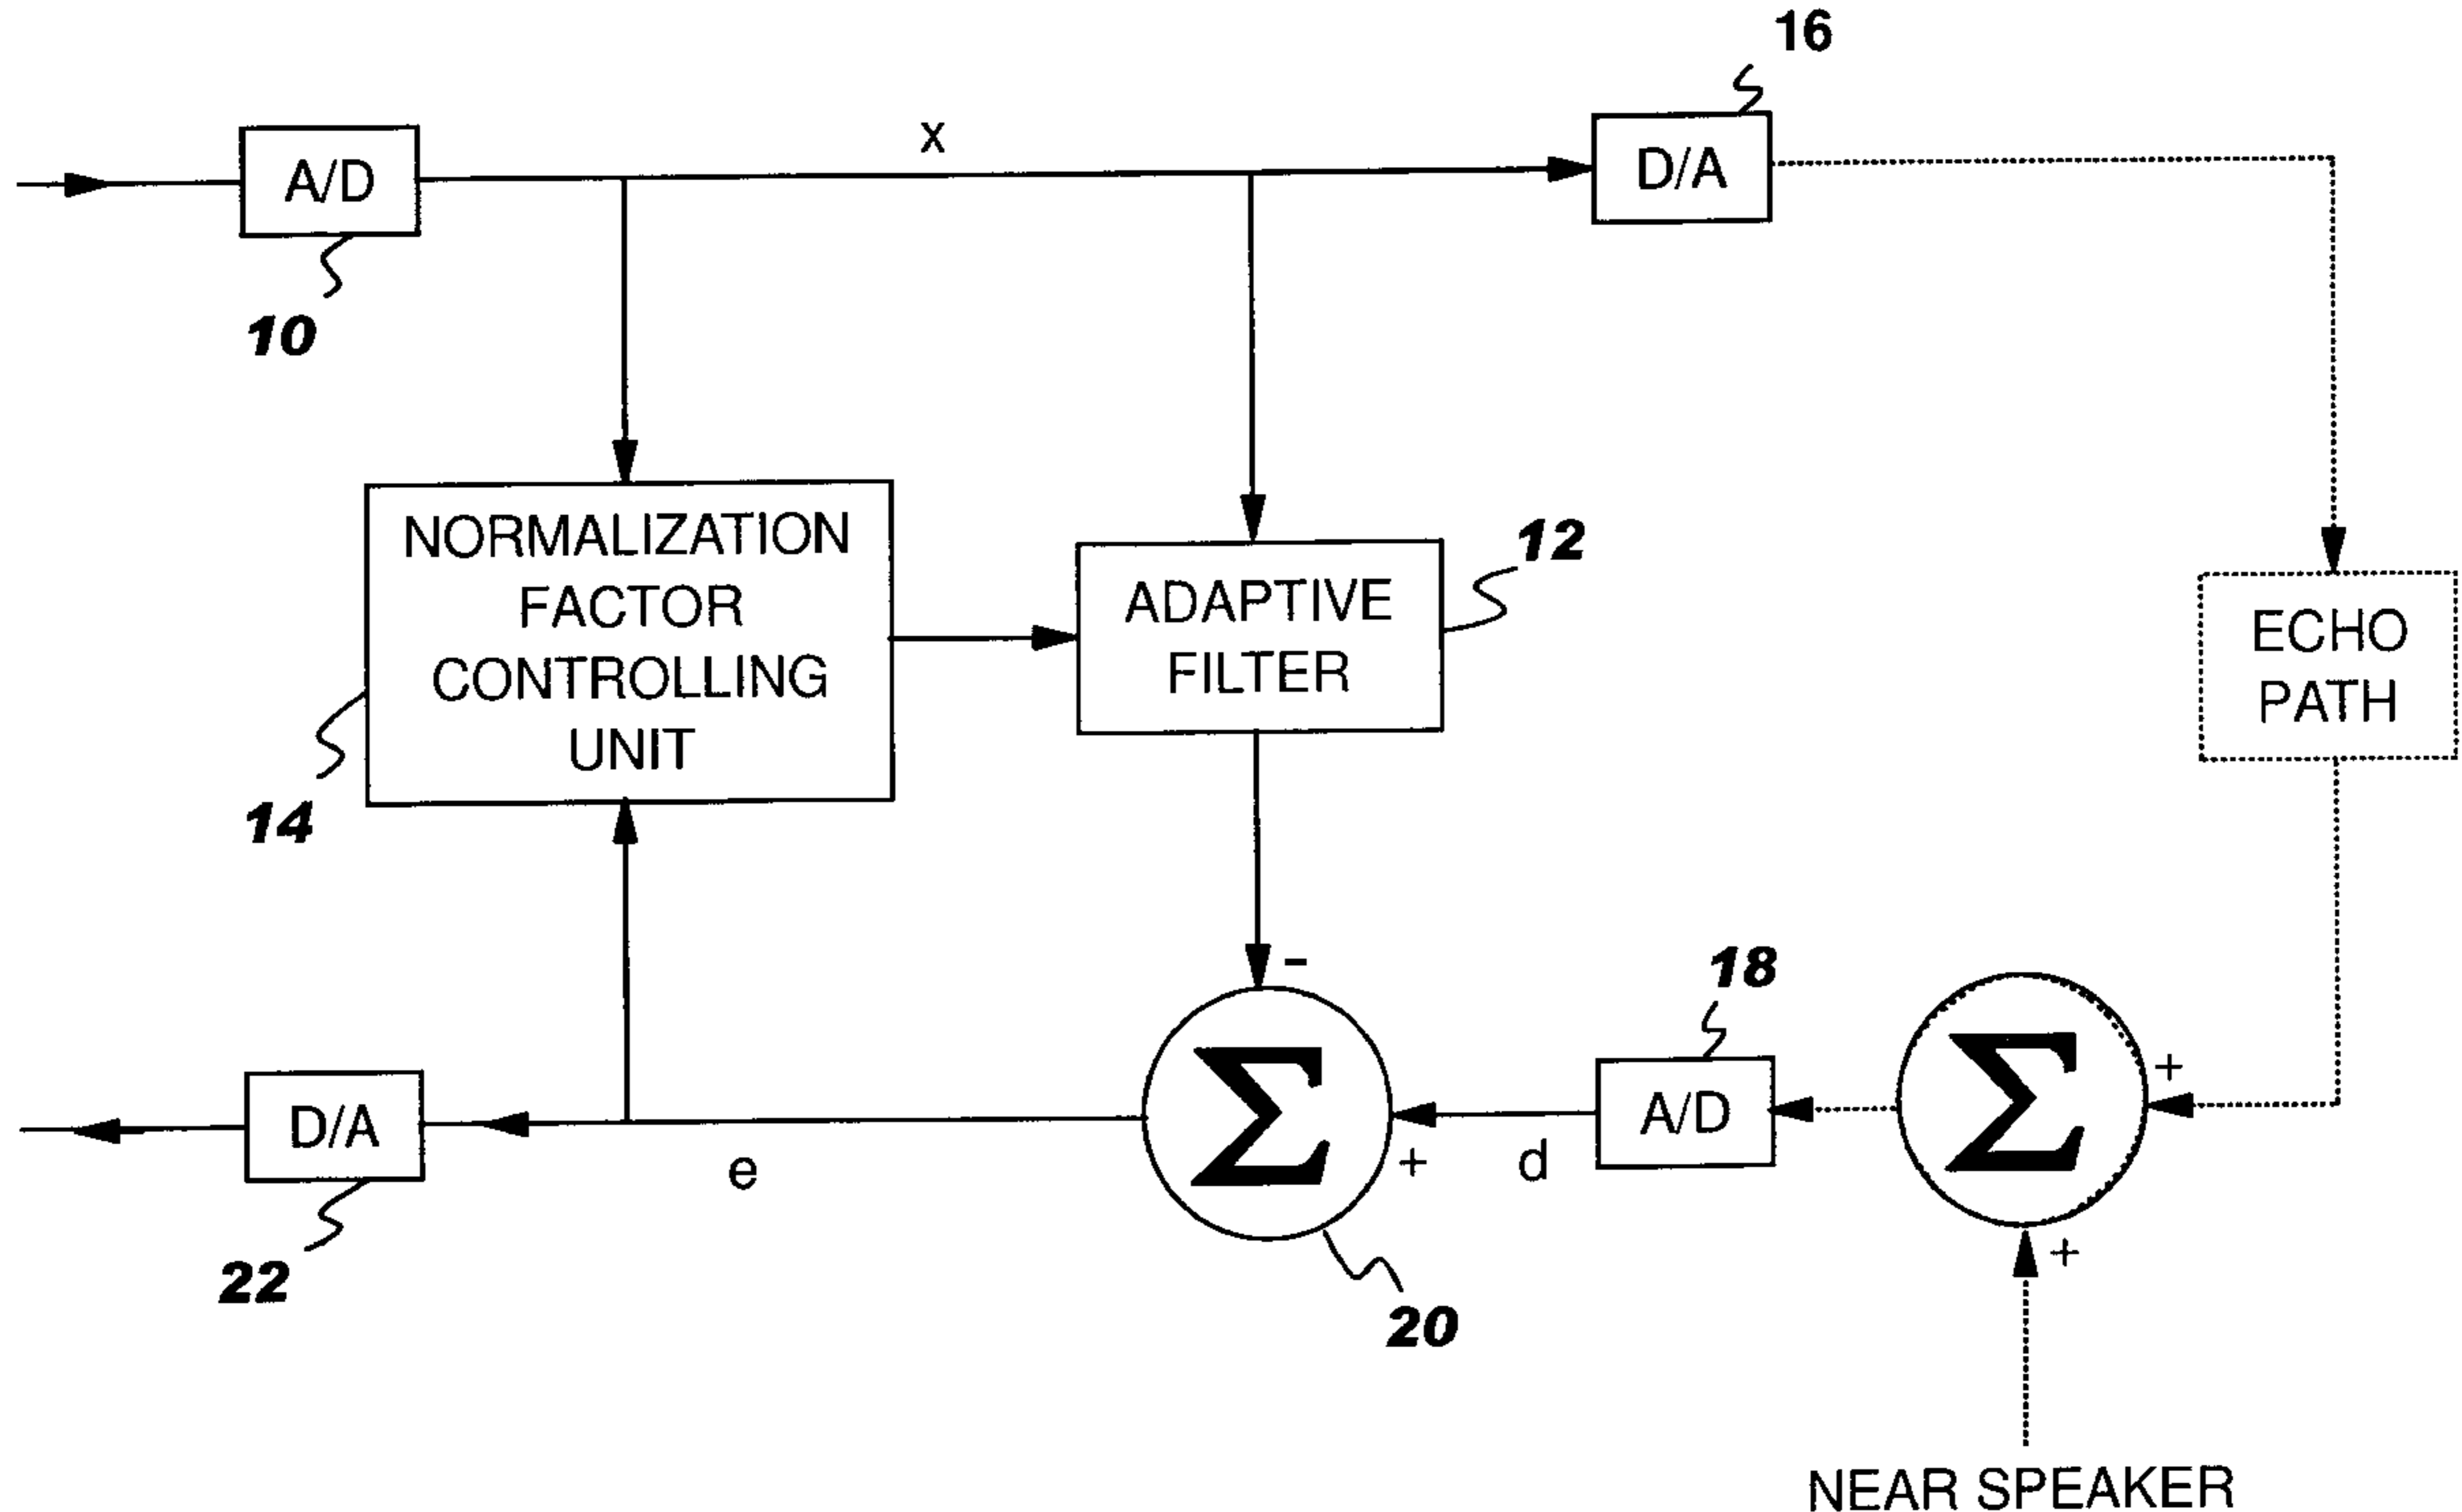 16
x
A/D
D/A
10
NORMALIZATION
FACTOR
CONTROLLING
UNIT
14
ADAPTIVE
FILTER
12
ECHO
PATH
-
18
Σ
+
+
A/D
d
+
Σ
20
e
D/A
22
NEAR SPEAKER